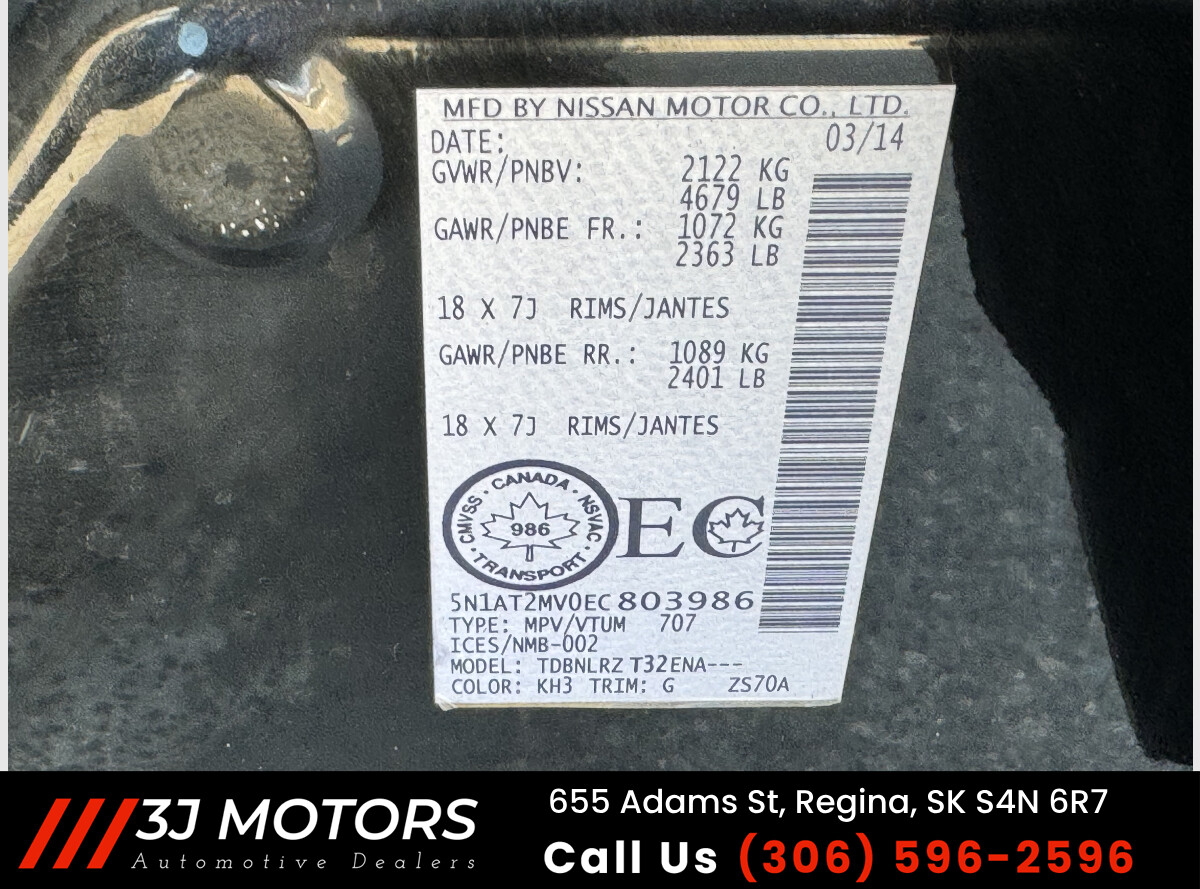 MFD BY NISSAN MOTOR CO., LTD.
DATE: 03/14
GVWR/PNBV: 2122 KG
4679 LB
GAWR/PNBE FR.: 1072 KG
2363 LB
18 X 7J RIMS/JANTES
GAWR/PNBE RR.: 1089 KG
2401 LB
18 X 7J RIMS/JANTES
CMVSS · CANADA · NSVAC · TRANSPORT ·
986
EC
5N1AT2MV0EC803986
TYPE: MPV/VTUM 707
ICES/NMB-002
MODEL: TDBNLRZ T32ENA---
COLOR: KH3 TRIM: G ZS70A
3J MOTORS
Automotive Dealers
655 Adams St, Regina, SK S4N 6R7
Call Us (306) 596-2596